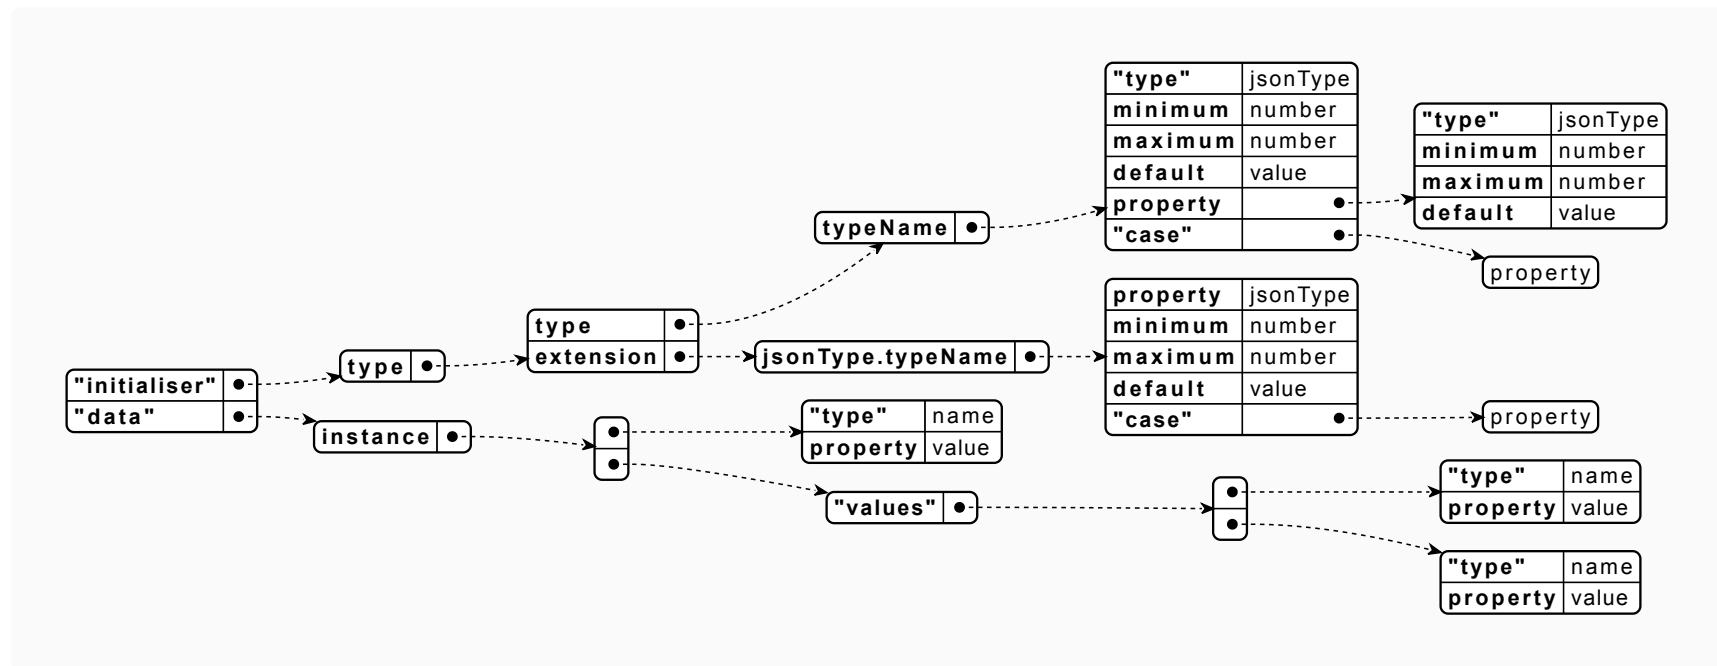 "type" jsonType
minimum number
maximum number
default value
property
"case"
"type" jsonType
minimum number
maximum number
default value
property
typeName
type
extension
jsonType.typeName
property jsonType
minimum number
maximum number
default value
"case"
property
type
"initialiser"
"data"
instance
"type" name
property value
"values"
"type" name
property value
"type" name
property value